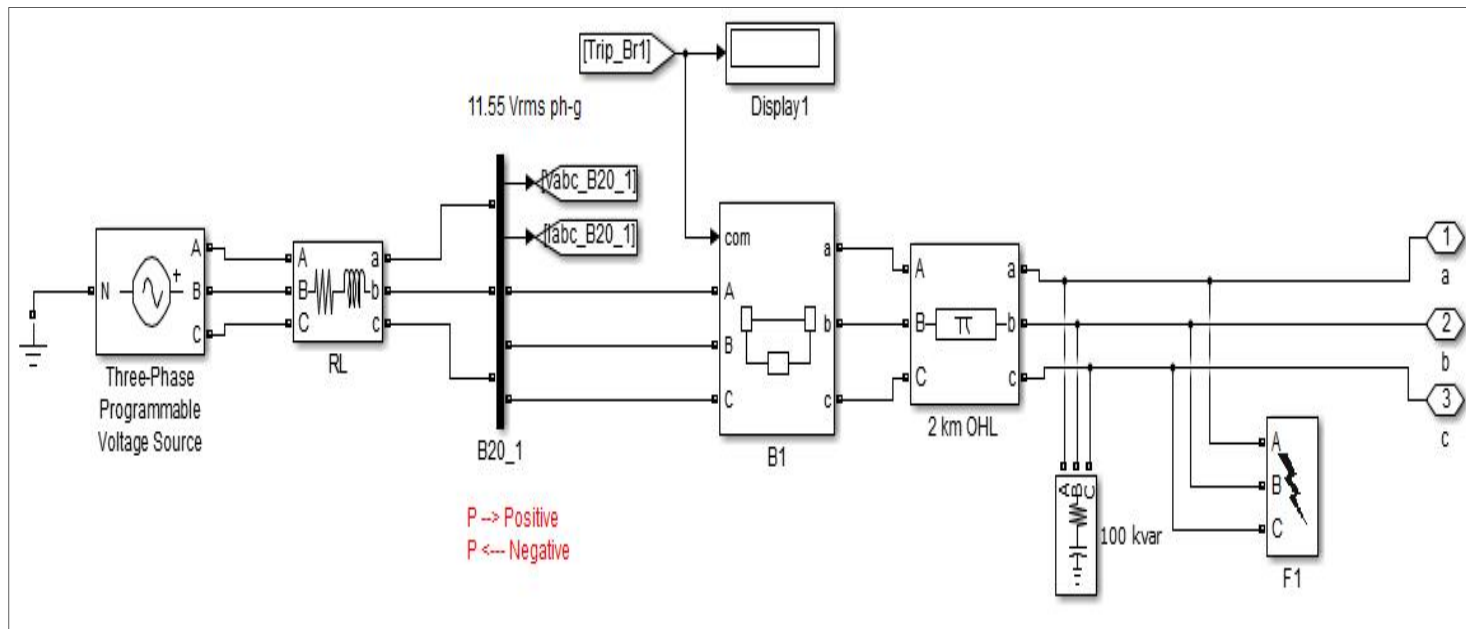 [Trip_Br1]
Display1
11.55 Vrms ph-g
[Vabc_B20_1]
[Iabc_B20_1]
N
A
B
C
+
Three-Phase
Programmable
Voltage Source
A
B
C
a
b
c
RL
B20_1
P --> Positive
P <--- Negative
com
A
B
C
a
b
c
B1
A
B
C
π
a
b
c
2 km OHL
1
a
2
b
3
c
A
B
C
100 kvar
A
B
C
F1